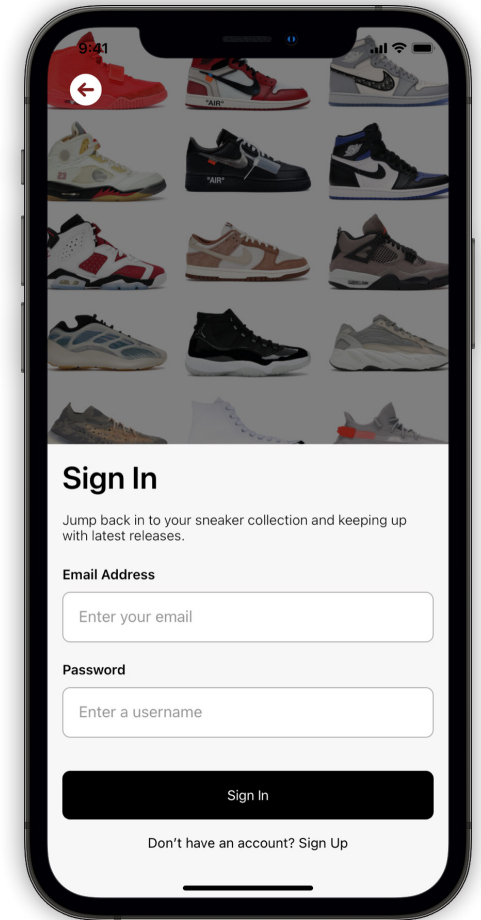 9:41
"AIR"
"AIR"
Sign In
Jump back in to your sneaker collection and keeping up
with latest releases.
Email Address
Enter your email
Password
Enter a username
Sign In
Don't have an account? Sign Up